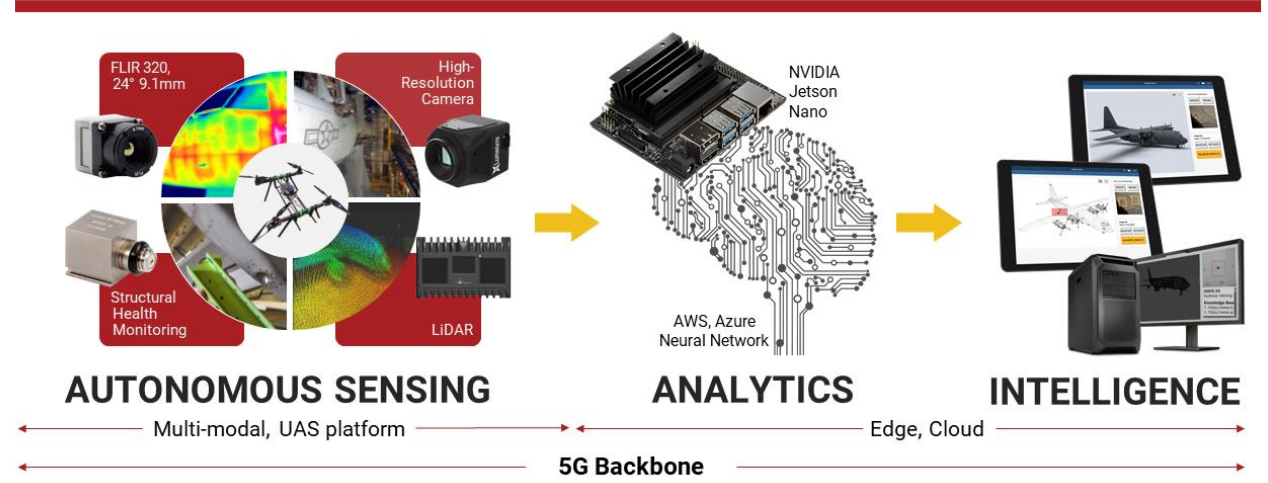 FLIR 320,
24° 9.1mm
High-
Resolution
Camera
Structural
Health
Monitoring
LiDAR
NVIDIA
Jetson
Nano
AWS, Azure
Neural Network
AUTONOMOUS SENSING
ANALYTICS
INTELLIGENCE
Multi-modal, UAS platform
Edge, Cloud
5G Backbone